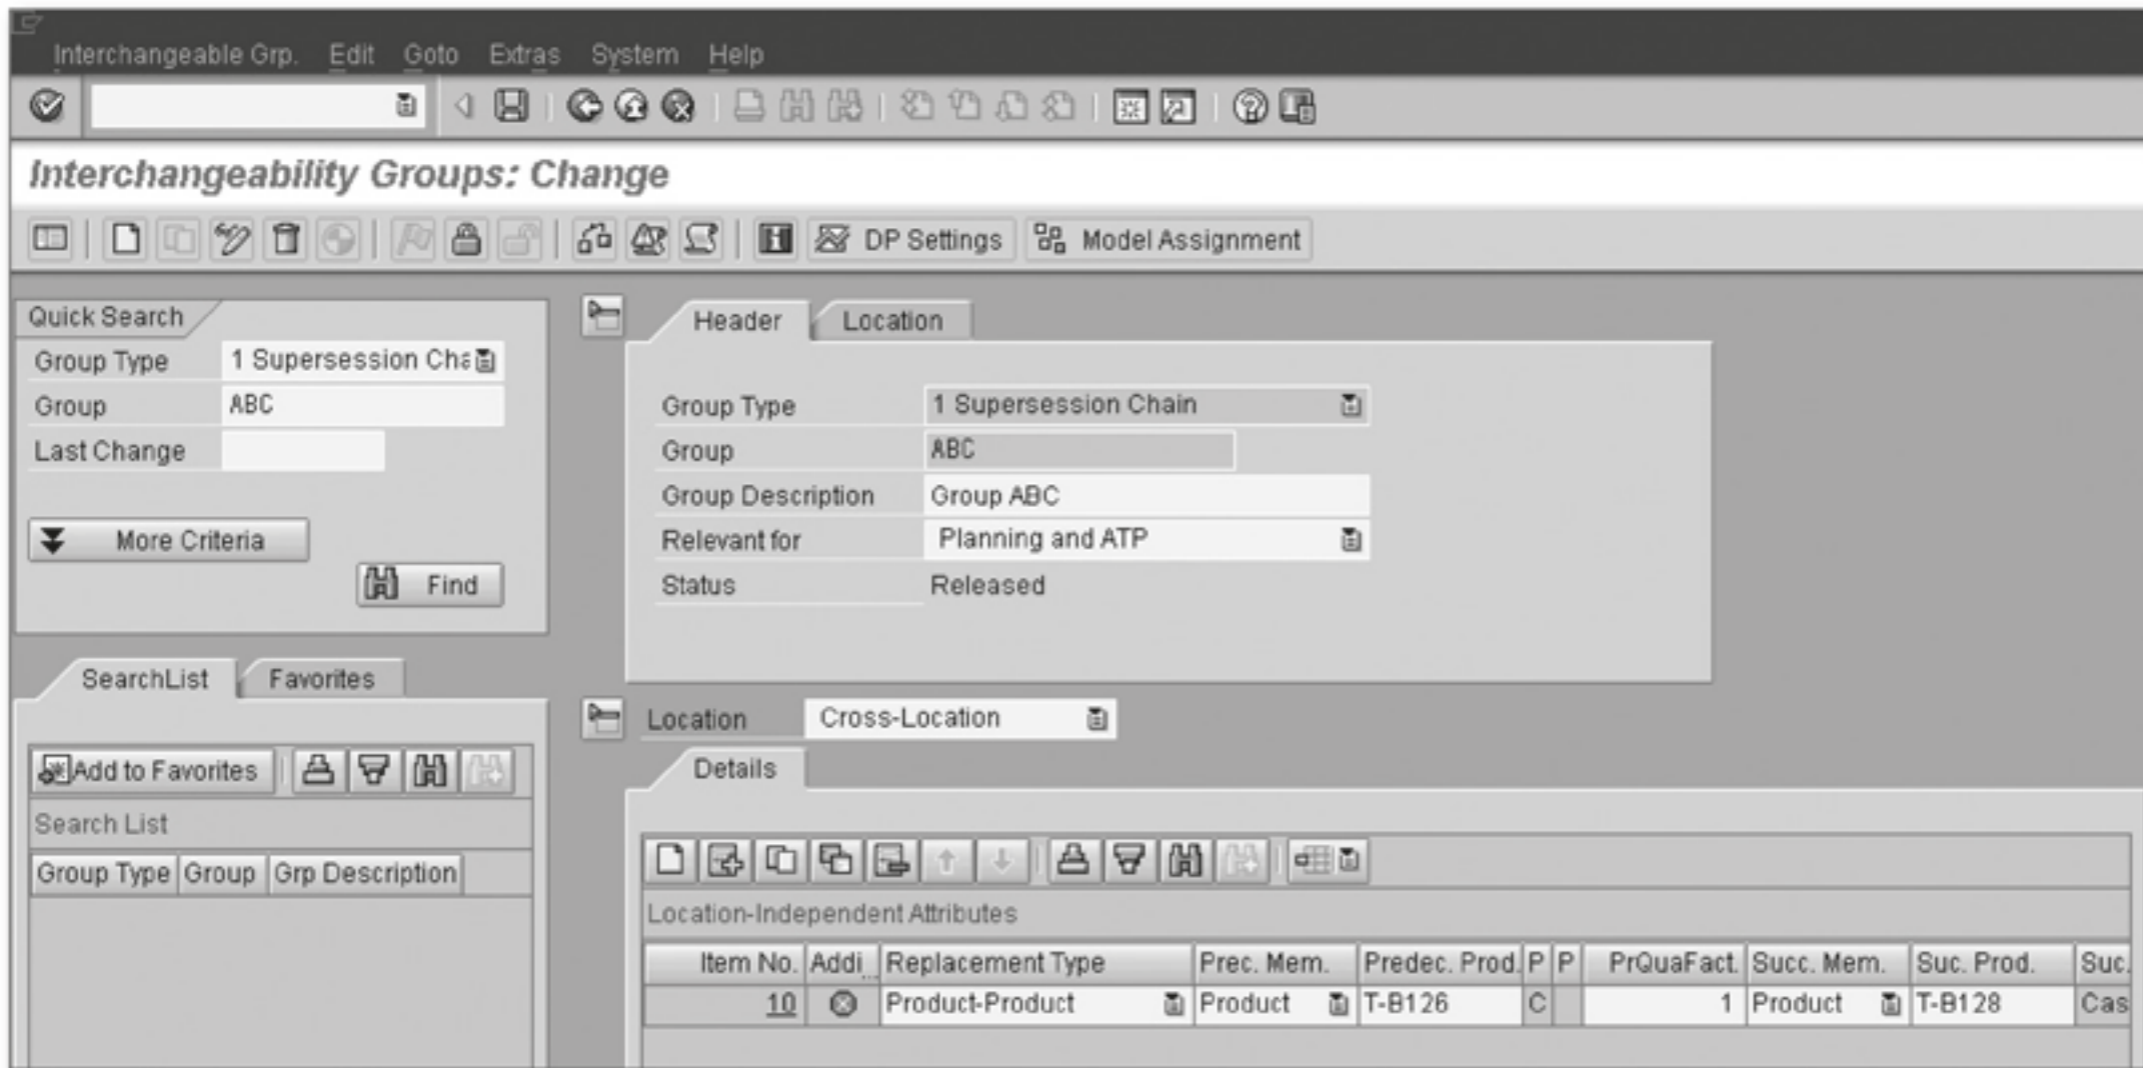 Interchangeable Grp. Edit Goto Extras System Help
Interchangeability Groups: Change
DP Settings Model Assignment
Quick Search
Group Type 1 Supersession Cha
Group ABC
Last Change
More Criteria
Find
Header Location
Group Type 1 Supersession Chain
Group ABC
Group Description Group ABC
Relevant for Planning and ATP
Status Released
SearchList Favorites
Add to Favorites
Search List
Group Type Group Grp Description
Location Cross-Location
Details
Location-Independent Attributes
Item No. Addi... Replacement Type Prec. Mem. Predec. Prod. P P PrQuaFact. Succ. Mem. Suc. Prod. Suc.
10 Product-Product Product T-B126 C 1 Product T-B128 Cas